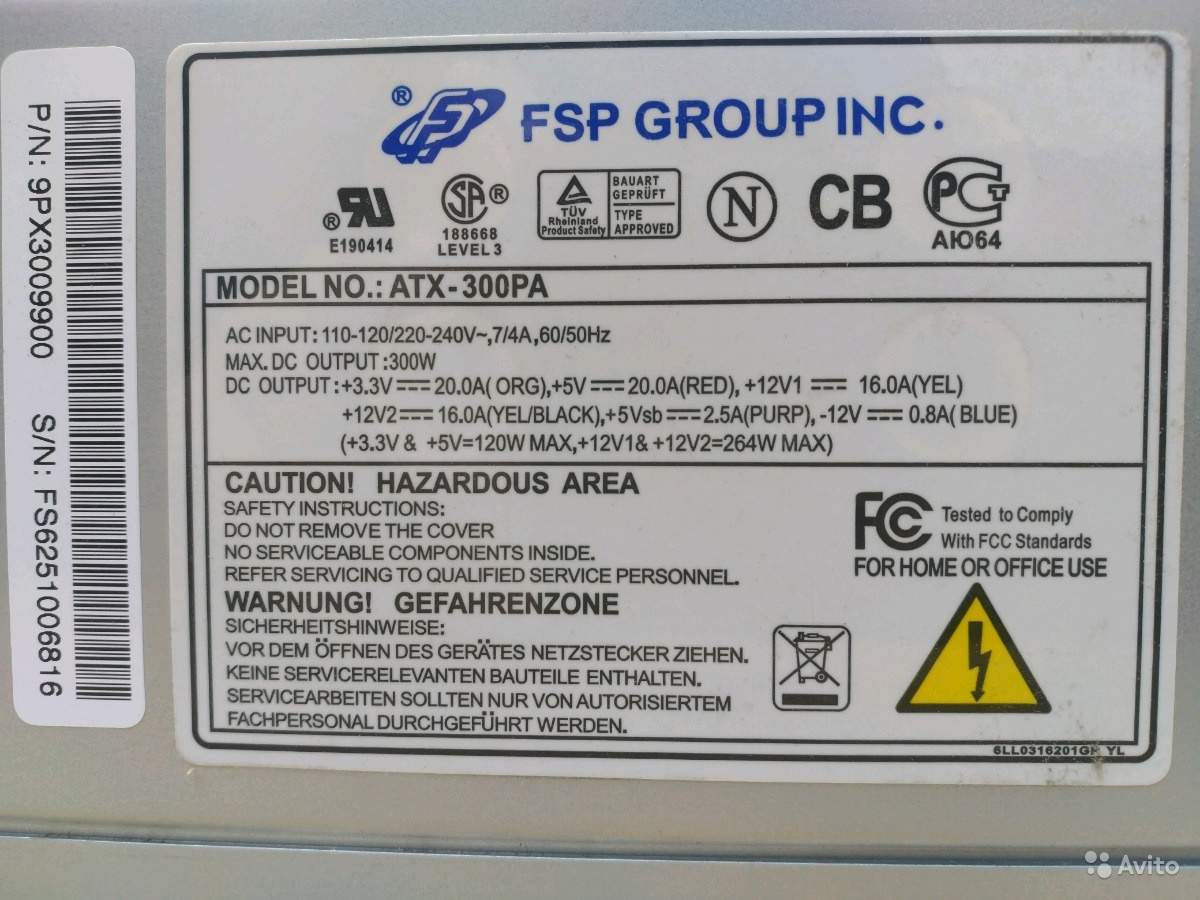 P/N: 9PX3009900 S/N: FS6251006816
® FSP GROUP INC.
® E190414
SA ®
188668
LEVEL 3
TÜV
Rheinland
Product Safety
BAUART
GEPRÜFT
TYPE
APPROVED
N
CB
PCT
АЮ64
MODEL NO.: ATX-300PA
AC INPUT: 110-120/220-240V~,7/4A,60/50Hz
MAX. DC OUTPUT :300W
DC OUTPUT:+3.3V 20.0A( ORG),+5V 20.0A(RED), +12V1 16.0A(YEL)
+12V2 16.0A(YEL/BLACK),+5Vsb 2.5A(PURP), -12V 0.8A( BLUE)
(+3.3V & +5V=120W MAX,+12V1& +12V2=264W MAX)
CAUTION! HAZARDOUS AREA
SAFETY INSTRUCTIONS:
DO NOT REMOVE THE COVER
NO SERVICEABLE COMPONENTS INSIDE.
REFER SERVICING TO QUALIFIED SERVICE PERSONNEL.
WARNUNG! GEFAHRENZONE
SICHERHEITSHINWEISE:
VOR DEM ÖFFNEN DES GERÄTES NETZSTECKER ZIEHEN.
KEINE SERVICERELEVANTEN BAUTEILE ENTHALTEN.
SERVICEARBEITEN SOLLTEN NUR VON AUTORISIERTEM
FACHPERSONAL DURCHGEFÜHRT WERDEN.
FC Tested to Comply
With FCC Standards
FOR HOME OR OFFICE USE
YL
Avito